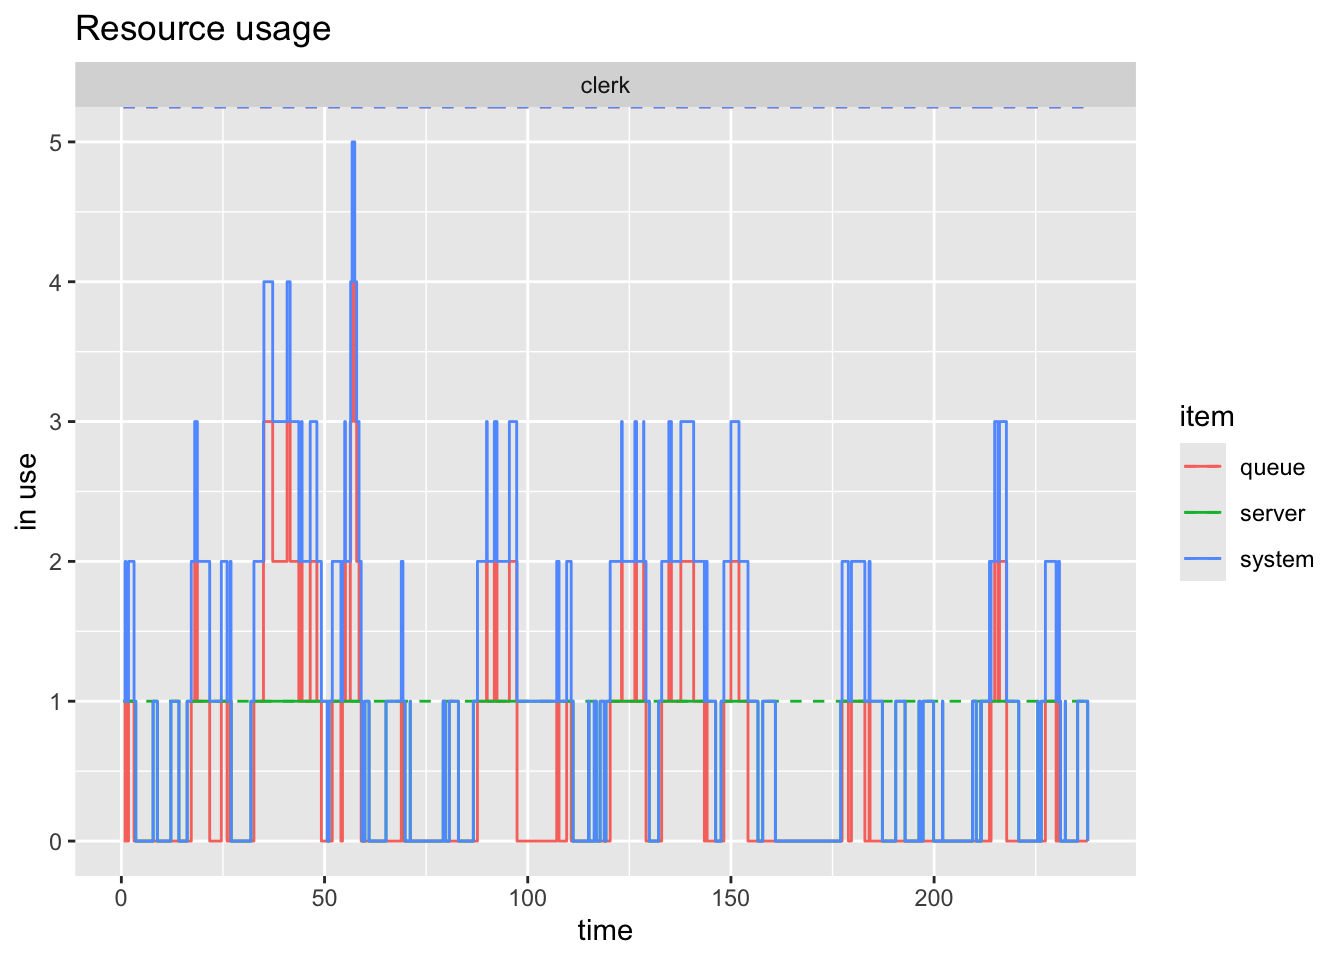 Resource usage
clerk
5
4
3
2
1
0
in use
0 50 100 150 200
time
item
queue
server
system